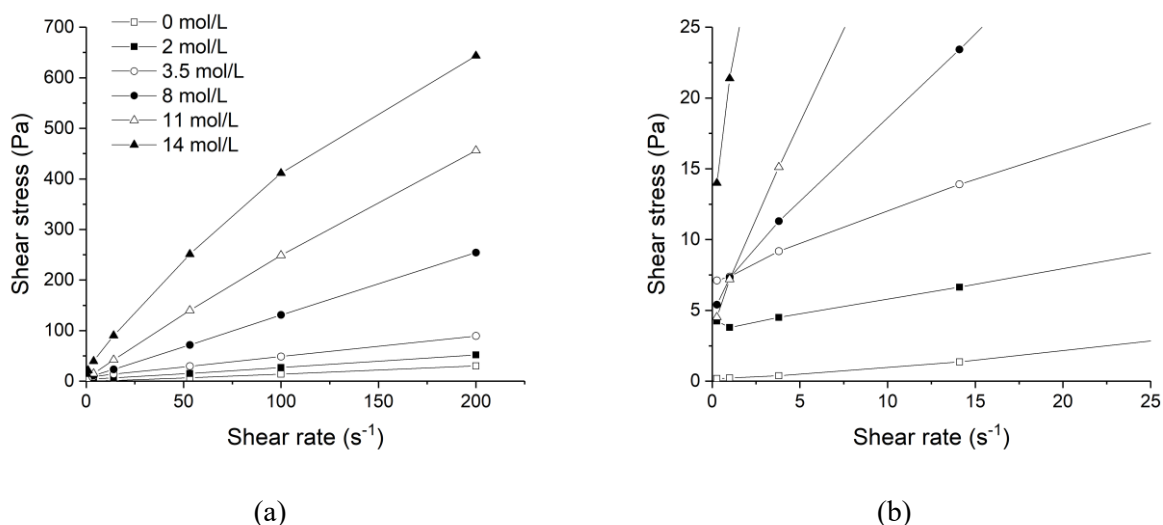 0 mol/L
2 mol/L
3.5 mol/L
8 mol/L
11 mol/L
14 mol/L
700
600
500
400
300
200
100
0
Shear stress (Pa)
0 50 100 150 200
Shear rate (s⁻¹)
(a)
25
20
15
10
5
0
Shear stress (Pa)
0 5 10 15 20 25
Shear rate (s⁻¹)
(b)